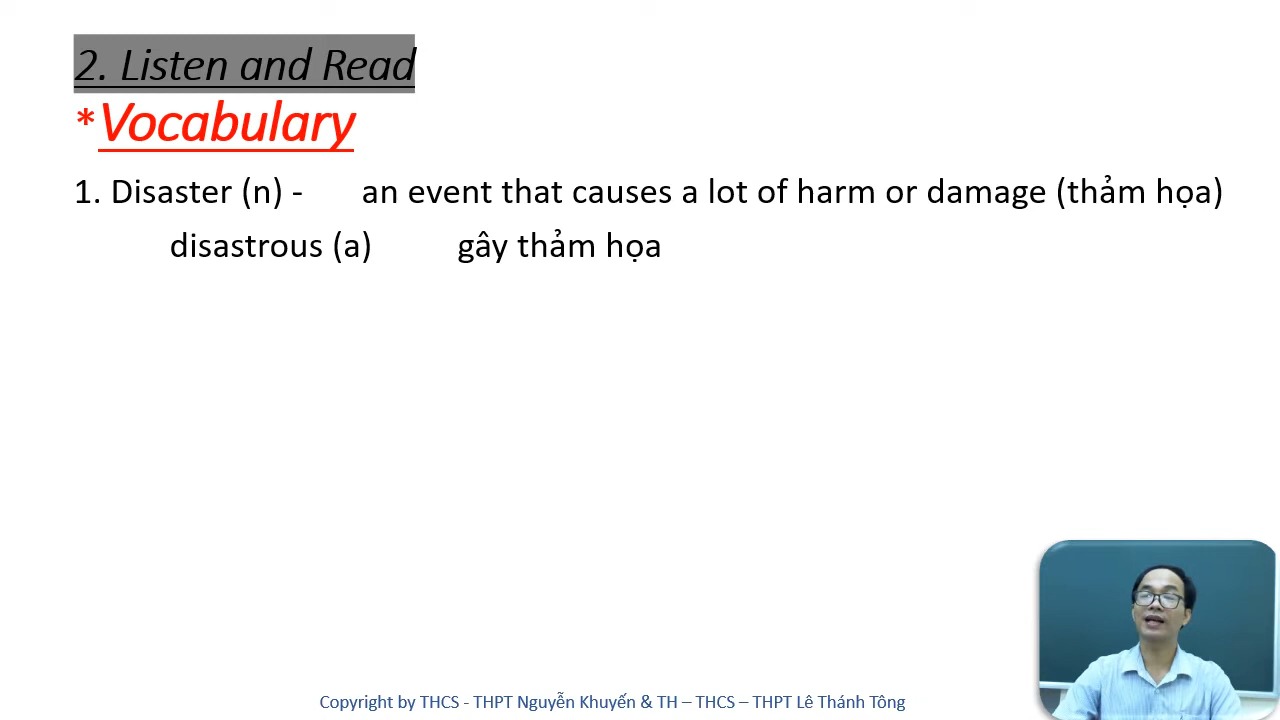 2. Listen and Read
*Vocabulary
1. Disaster (n) - an event that causes a lot of harm or damage (thảm họa)
disastrous (a) gây thảm họa
Copyright by THCS - THPT Nguyễn Khuyến & TH – THCS – THPT Lê Thánh Tông